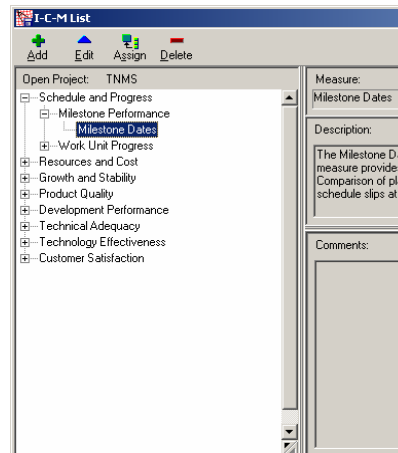 I-C-M List
Add Edit Assign Delete
Open Project: TNMS
Schedule and Progress
Milestone Performance
Milestone Dates
Work Unit Progress
Resources and Cost
Growth and Stability
Product Quality
Development Performance
Technical Adequacy
Technology Effectiveness
Customer Satisfaction
Measure:
Milestone Dates
Description:
The Milestone D
measure provide
Comparison of pl
schedule slips at
Comments: